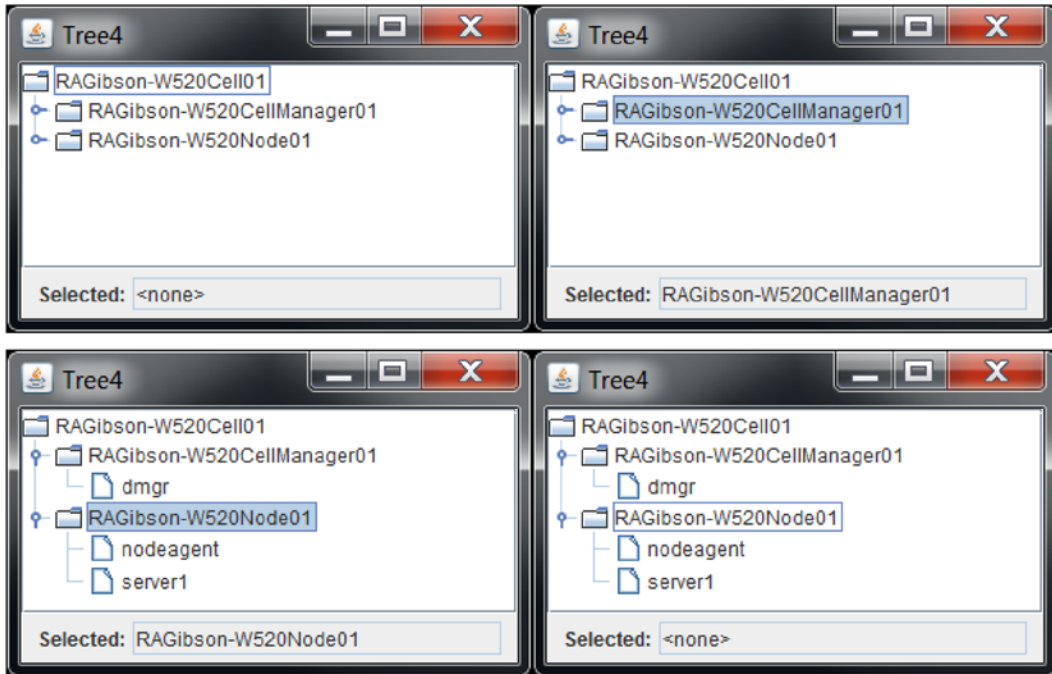 Tree4
RAGibson-W520Cell01
RAGibson-W520CellManager01
RAGibson-W520Node01
Selected: <none>
Tree4
RAGibson-W520Cell01
RAGibson-W520CellManager01
RAGibson-W520Node01
Selected: RAGibson-W520CellManager01
Tree4
RAGibson-W520Cell01
RAGibson-W520CellManager01
dmgr
RAGibson-W520Node01
nodeagent
server1
Selected: RAGibson-W520Node01
Tree4
RAGibson-W520Cell01
RAGibson-W520CellManager01
dmgr
RAGibson-W520Node01
nodeagent
server1
Selected: <none>